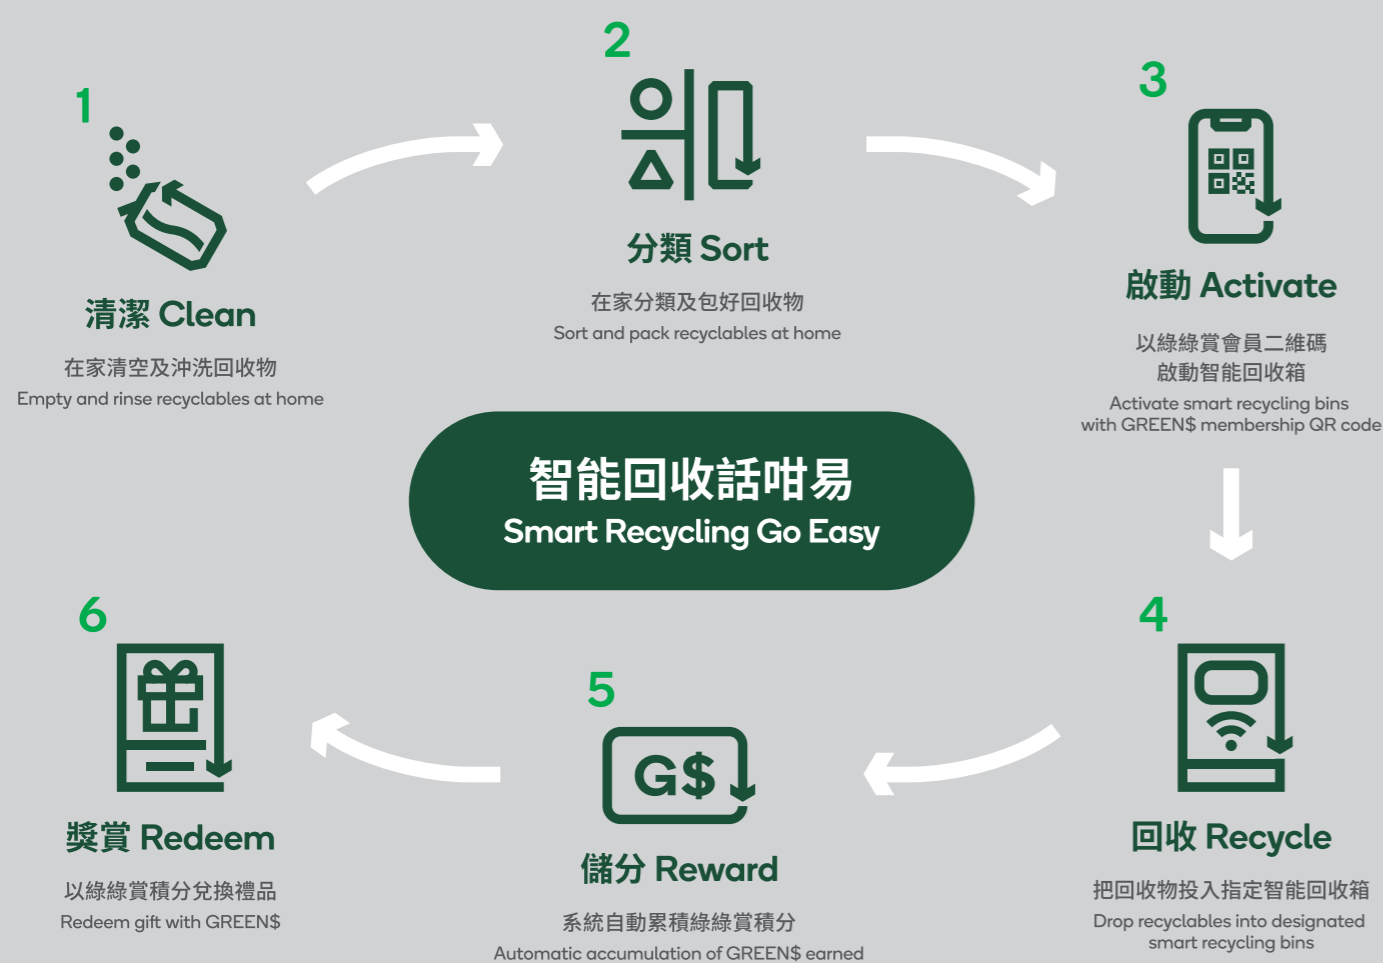 1
清潔 Clean
在家清空及沖洗回收物
Empty and rinse recyclables at home
2
分類 Sort
在家分類及包好回收物
Sort and pack recyclables at home
3
啟動 Activate
以綠綠賞會員二維碼
啟動智能回收箱
Activate smart recycling bins
with GREEN$ membership QR code
智能回收話咁易
Smart Recycling Go Easy
4
回收 Recycle
把回收物投入指定智能回收箱
Drop recyclables into designated
smart recycling bins
5
G$
儲分 Reward
系統自動累積綠綠賞積分
Automatic accumulation of GREEN$ earned
6
獎賞 Redeem
以綠綠賞積分兌換禮品
Redeem gift with GREEN$